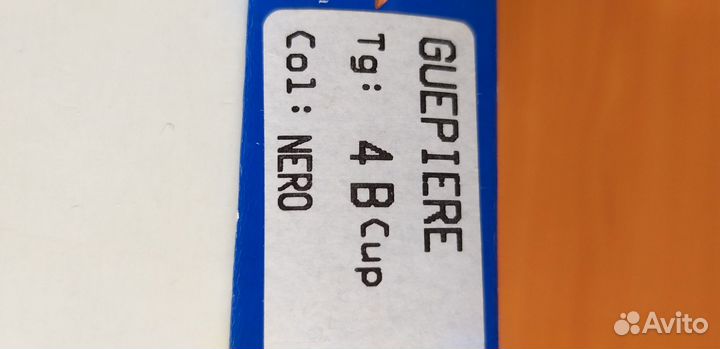 GUEPIERE
Tg: 4 B Cup
Col: NERO
Avito